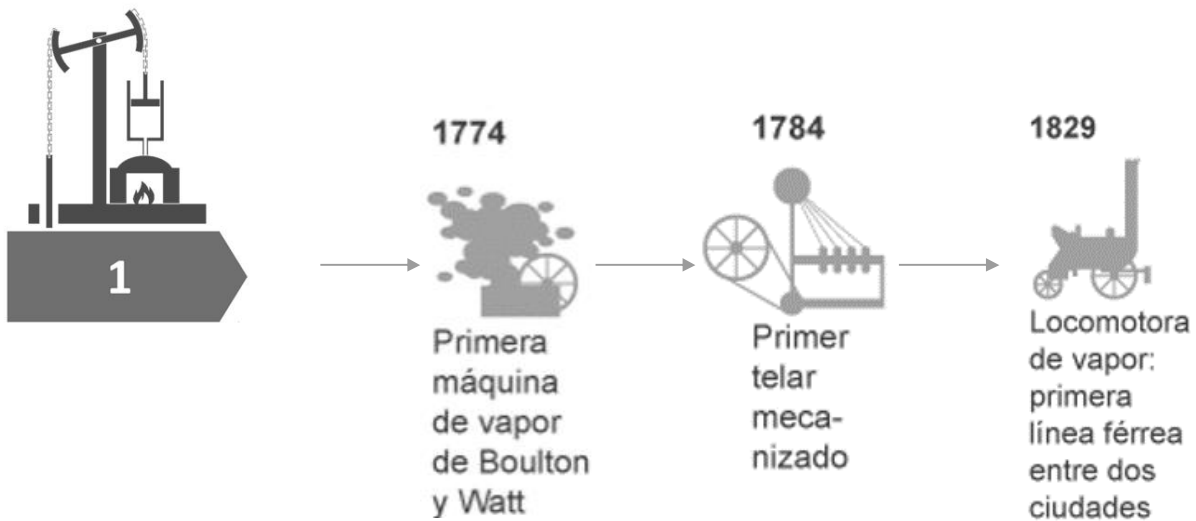 1
1774
Primera
máquina
de vapor
de Boulton
y Watt
1784
Primer
telar
meca-
nizado
1829
Locomotora
de vapor:
primera
línea férrea
entre dos
ciudades